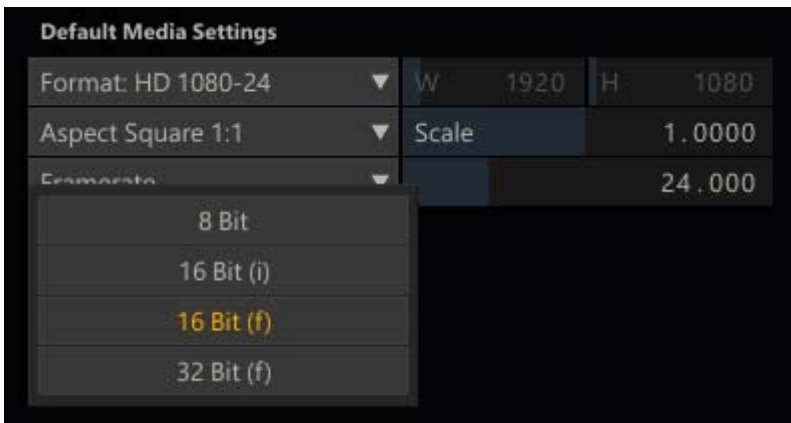 Default Media Settings
Format: HD 1080-24 W 1920 H 1080
Aspect Square 1:1 Scale 1.0000
Framerate 24.000
8 Bit
16 Bit (i)
16 Bit (f)
32 Bit (f)